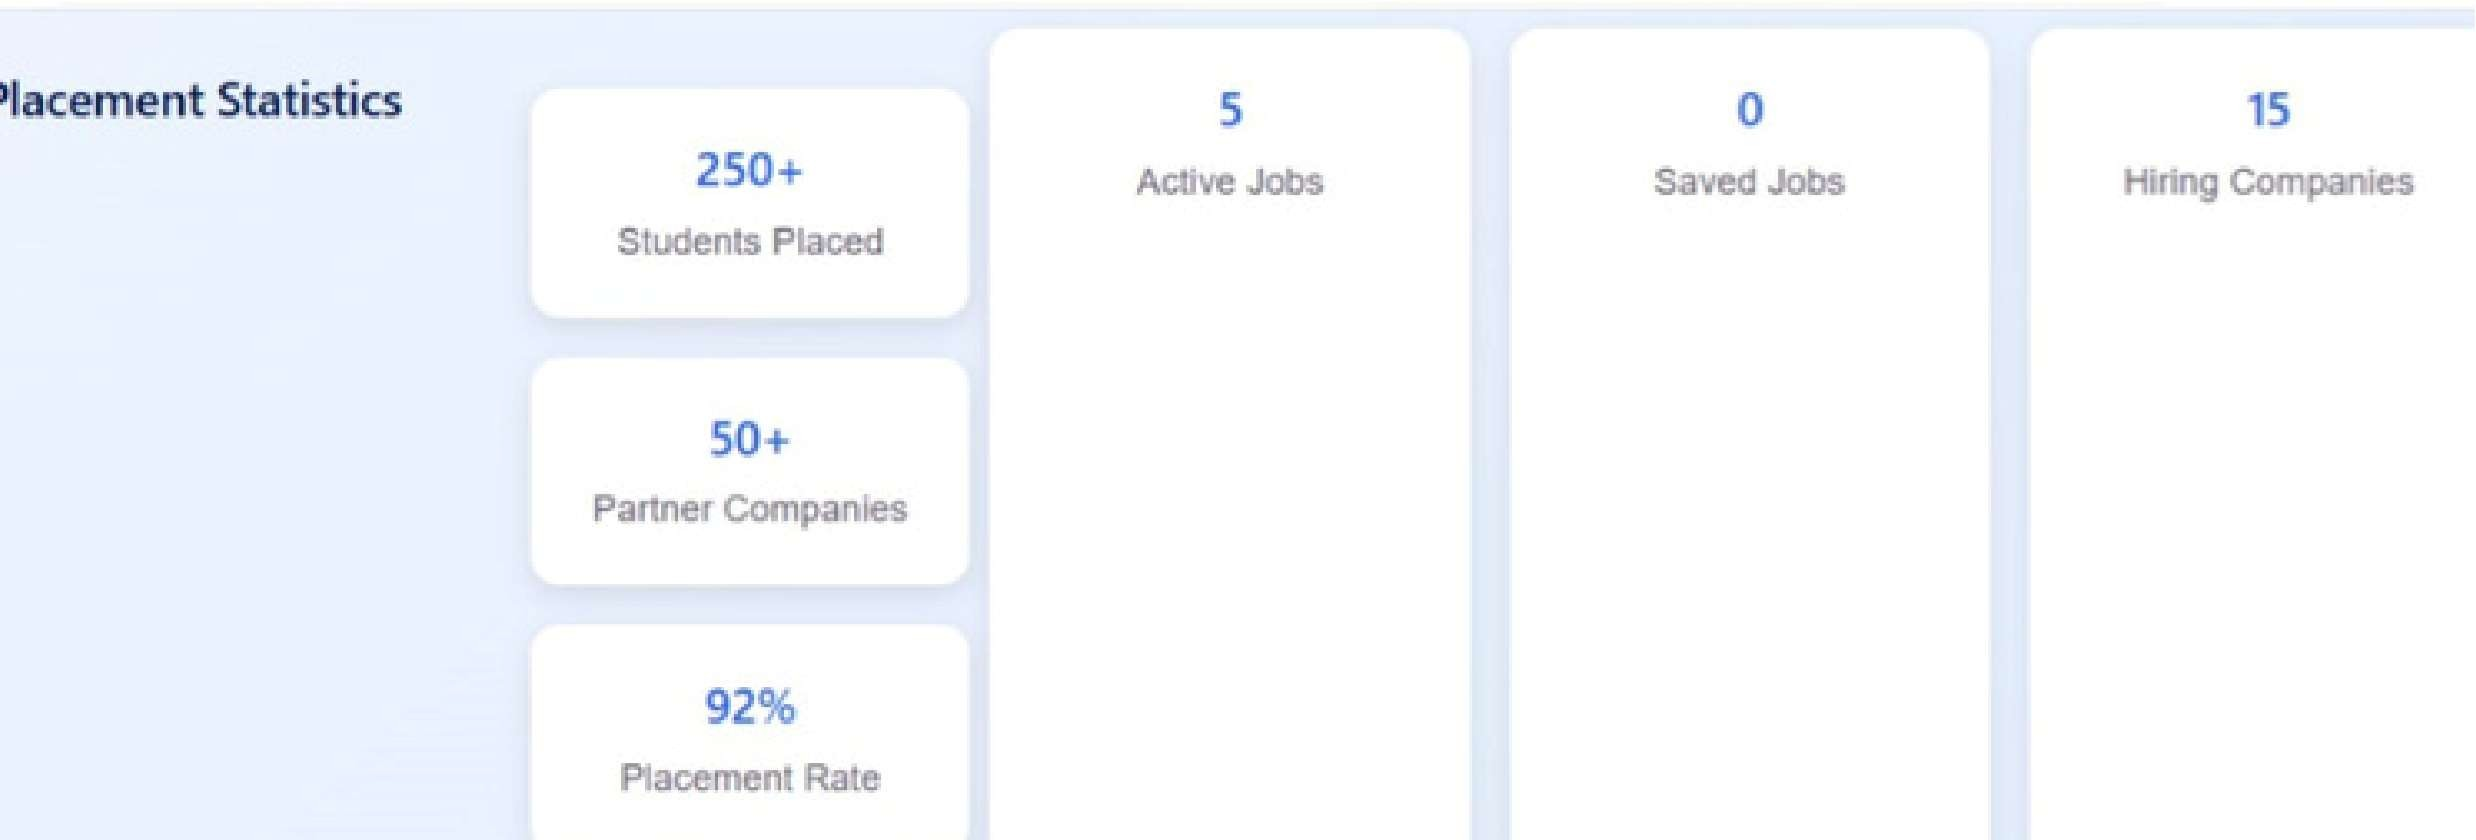 Placement Statistics
250+
Students Placed
50+
Partner Companies
92%
Placement Rate
5
Active Jobs
0
Saved Jobs
15
Hiring Companies